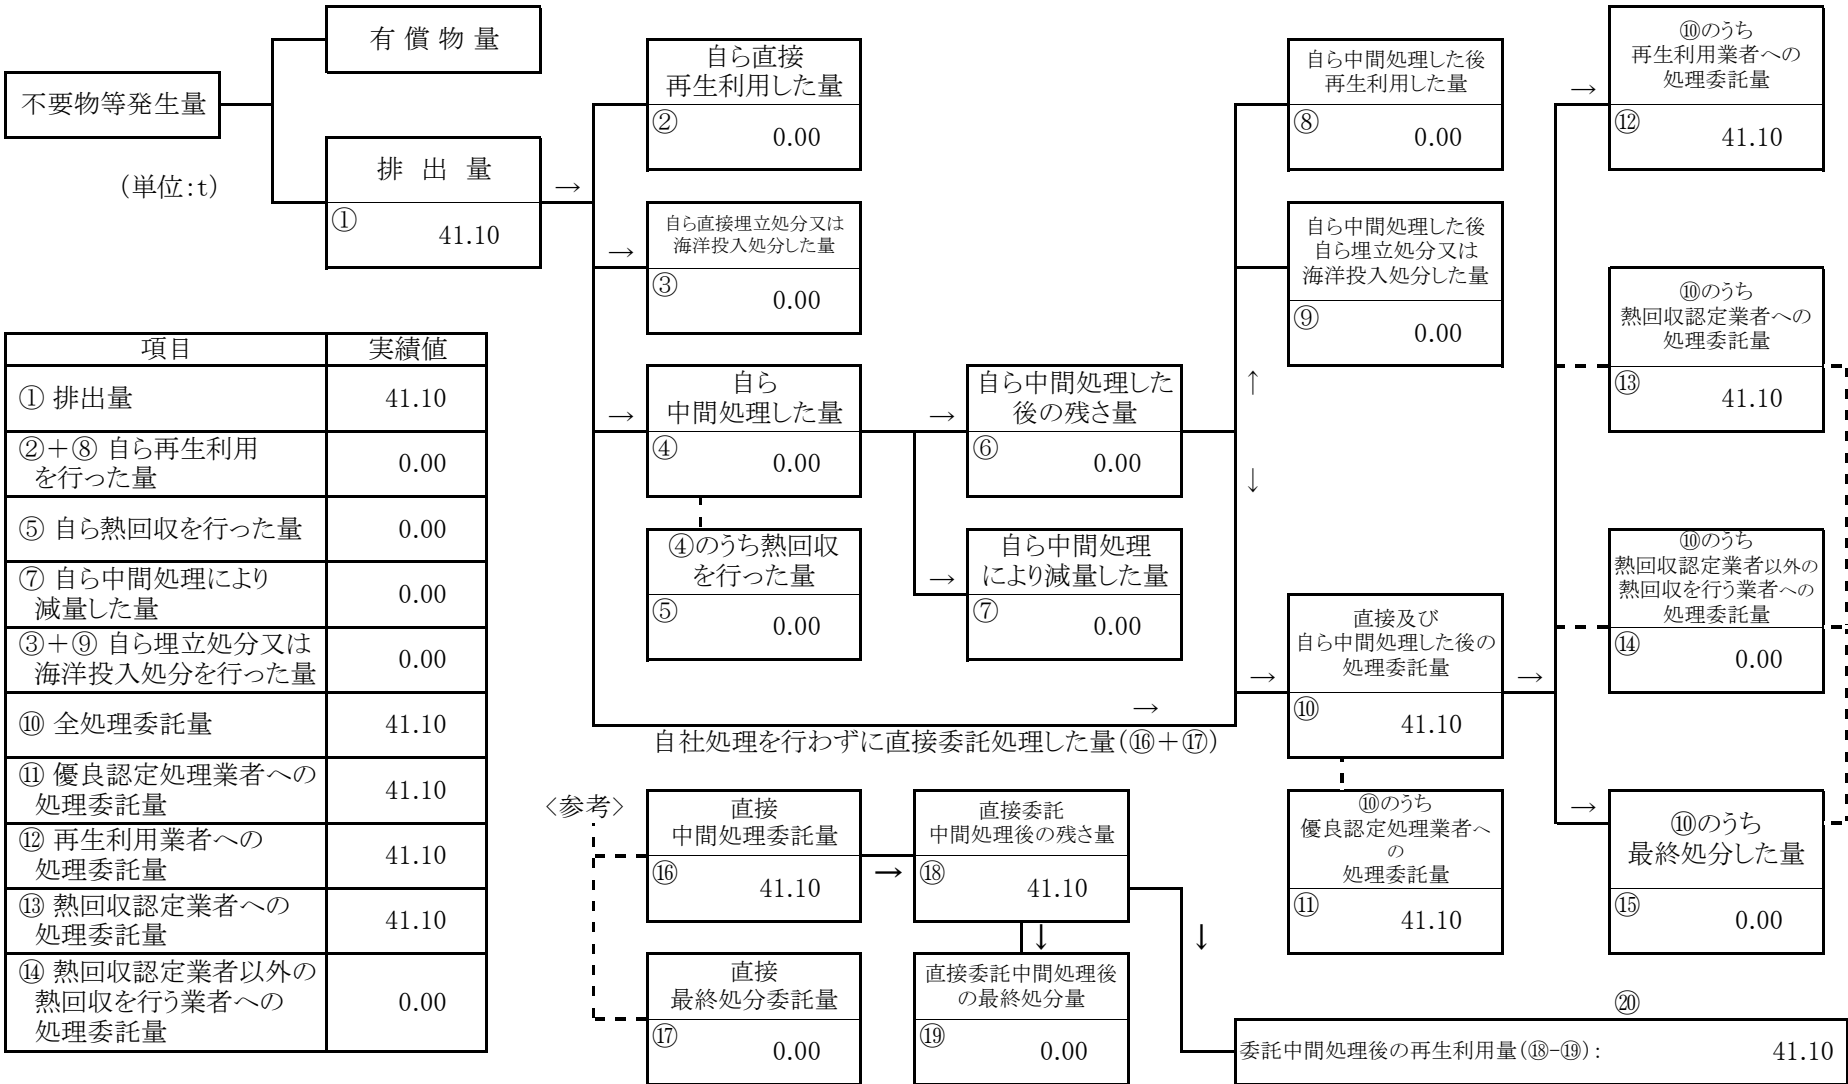 有 償 物 量
不要物等発生量
(単位:t)
排 出 量
①
41.10
→
自ら直接
再生利用した量
②
0.00
→
自ら直接埋立処分又は
海洋投入処分した量
③
0.00
→
自ら
中間処理した量
④
0.00
④のうち熱回収
を行った量
⑤
0.00
→
自ら中間処理した
後の残さ量
⑥
0.00
→
自ら中間処理
により減量した量
⑦
0.00
↑
↓
自ら中間処理した後
再生利用した量
⑧
0.00
自ら中間処理した後
自ら埋立処分又は
海洋投入処分した量
⑨
0.00
→
自社処理を行わずに直接委託処理した量(⑯+⑰)
→
直接及び
自ら中間処理した後の
処理委託量
⑩
41.10
→
⑩のうち
優良認定処理業者へ
の
処理委託量
⑪
41.10
→
⑩のうち
再生利用業者への
処理委託量
⑫
41.10
⑩のうち
熱回収認定業者への
処理委託量
⑬
41.10
⑩のうち
熱回収認定業者以外の
熱回収を行う業者への
処理委託量
⑭
0.00
→
⑩のうち
最終処分した量
⑮
0.00
項目 実績値
① 排出量 41.10
②+⑧ 自ら再生利用
を行った量 0.00
⑤ 自ら熱回収を行った量 0.00
⑦ 自ら中間処理により
減量した量 0.00
③+⑨ 自ら埋立処分又は
海洋投入処分を行った量 0.00
⑩ 全処理委託量 41.10
⑪ 優良認定処理業者への
処理委託量 41.10
⑫ 再生利用業者への
処理委託量 41.10
⑬ 熱回収認定業者への
処理委託量 41.10
⑭ 熱回収認定業者以外の
熱回収を行う業者への
処理委託量 0.00
<参考>
直接
中間処理委託量
⑯
41.10
→
直接委託
中間処理後の残さ量
⑱
41.10
↓
↓
直接
最終処分委託量
⑰
0.00
直接委託中間処理後
の最終処分量
⑲
0.00
⑳
委託中間処理後の再生利用量(⑱-⑲): 41.10